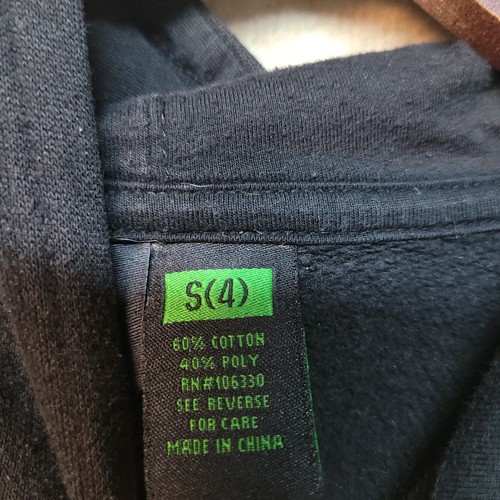 S(4)
60% COTTON
40% POLY
RN#106330
SEE REVERSE
FOR CARE
MADE IN CHINA